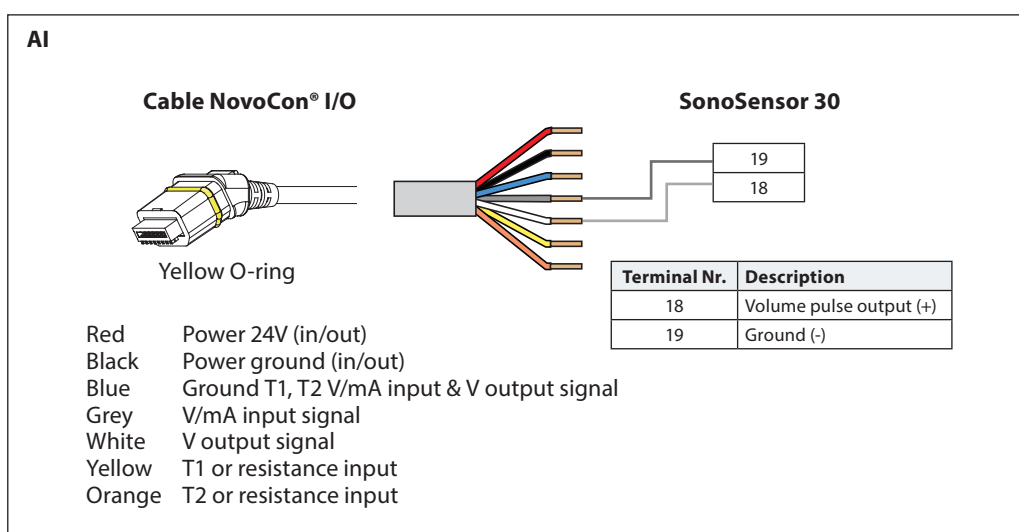 AI
Cable NovoCon® I/O
SonoSensor 30
19
18
Yellow O-ring
Terminal Nr. Description
18 Volume pulse output (+)
19 Ground (-)
Red Power 24V (in/out)
Black Power ground (in/out)
Blue Ground T1, T2 V/mA input & V output signal
Grey V/mA input signal
White V output signal
Yellow T1 or resistance input
Orange T2 or resistance input